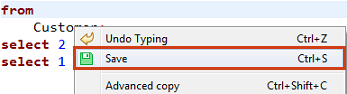 from
Customer;
select 2
select 1
Undo Typing Ctrl+Z
Save Ctrl+S
Advanced copy Ctrl+Shift+C